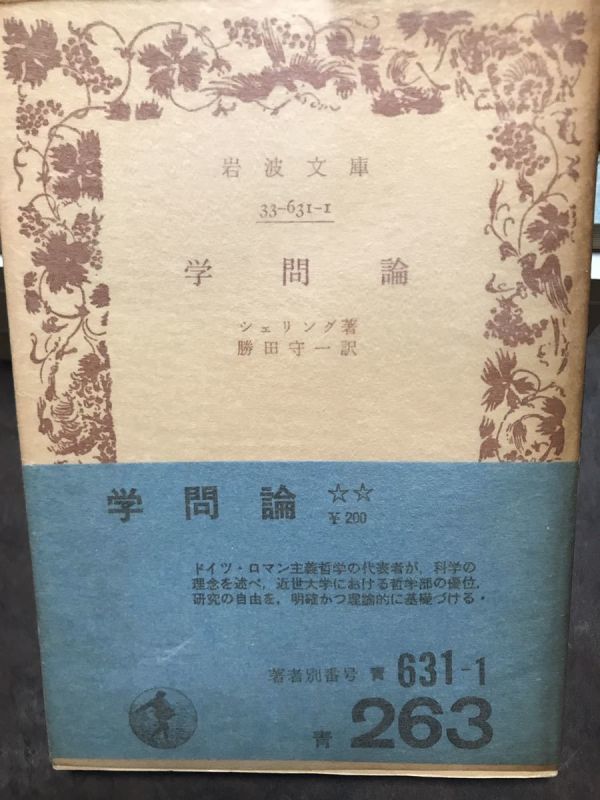 岩波文庫
33-631-1
学問論
シェリング著
勝田守一訳
学問論 ☆☆
¥200
ドイツ・ロマン主義哲学の代表者が、科学の
理念を述べ、近世大学における哲学部の優位、
研究の自由を、明確かつ理論的に基礎づける・
著者別番号 青 631-1
青 263